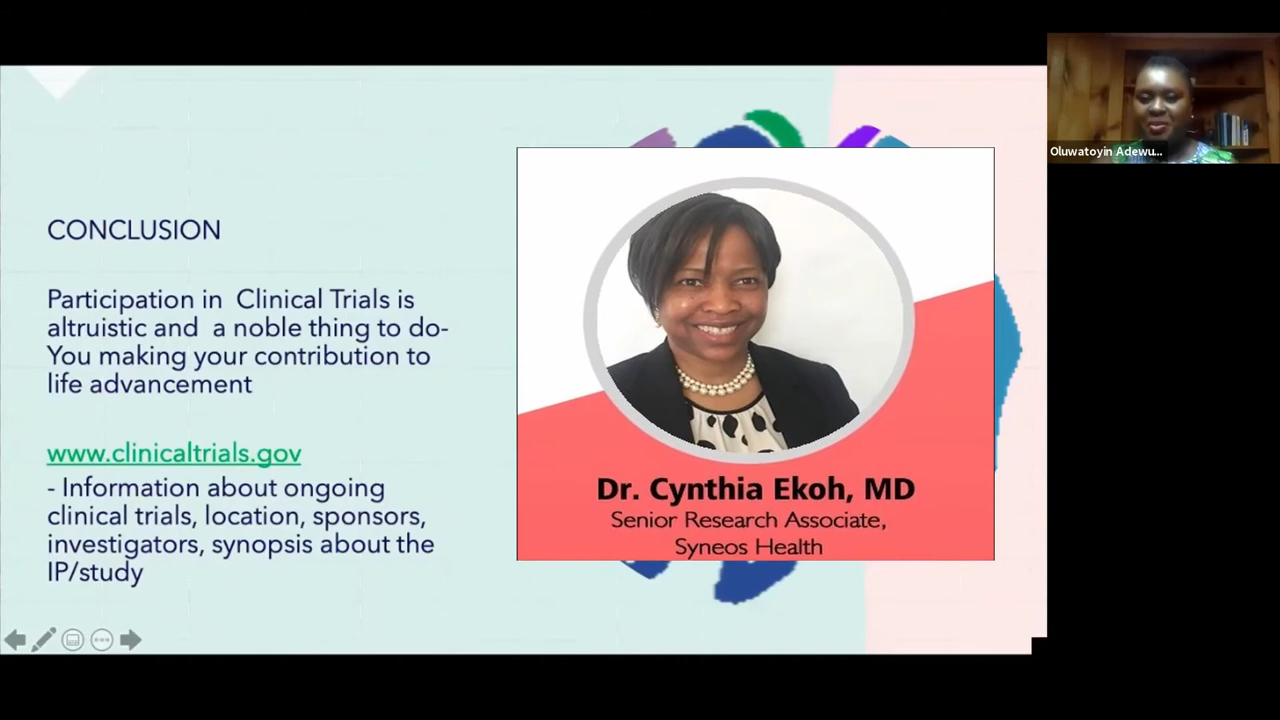 CONCLUSION
Participation in Clinical Trials is
altruistic and a noble thing to do-
You making your contribution to
life advancement
www.clinicaltrials.gov
- Information about ongoing
clinical trials, location, sponsors,
investigators, synopsis about the
IP/study
Dr. Cynthia Ekoh, MD
Senior Research Associate,
Syneos Health
Oluwatoyin Adewu...